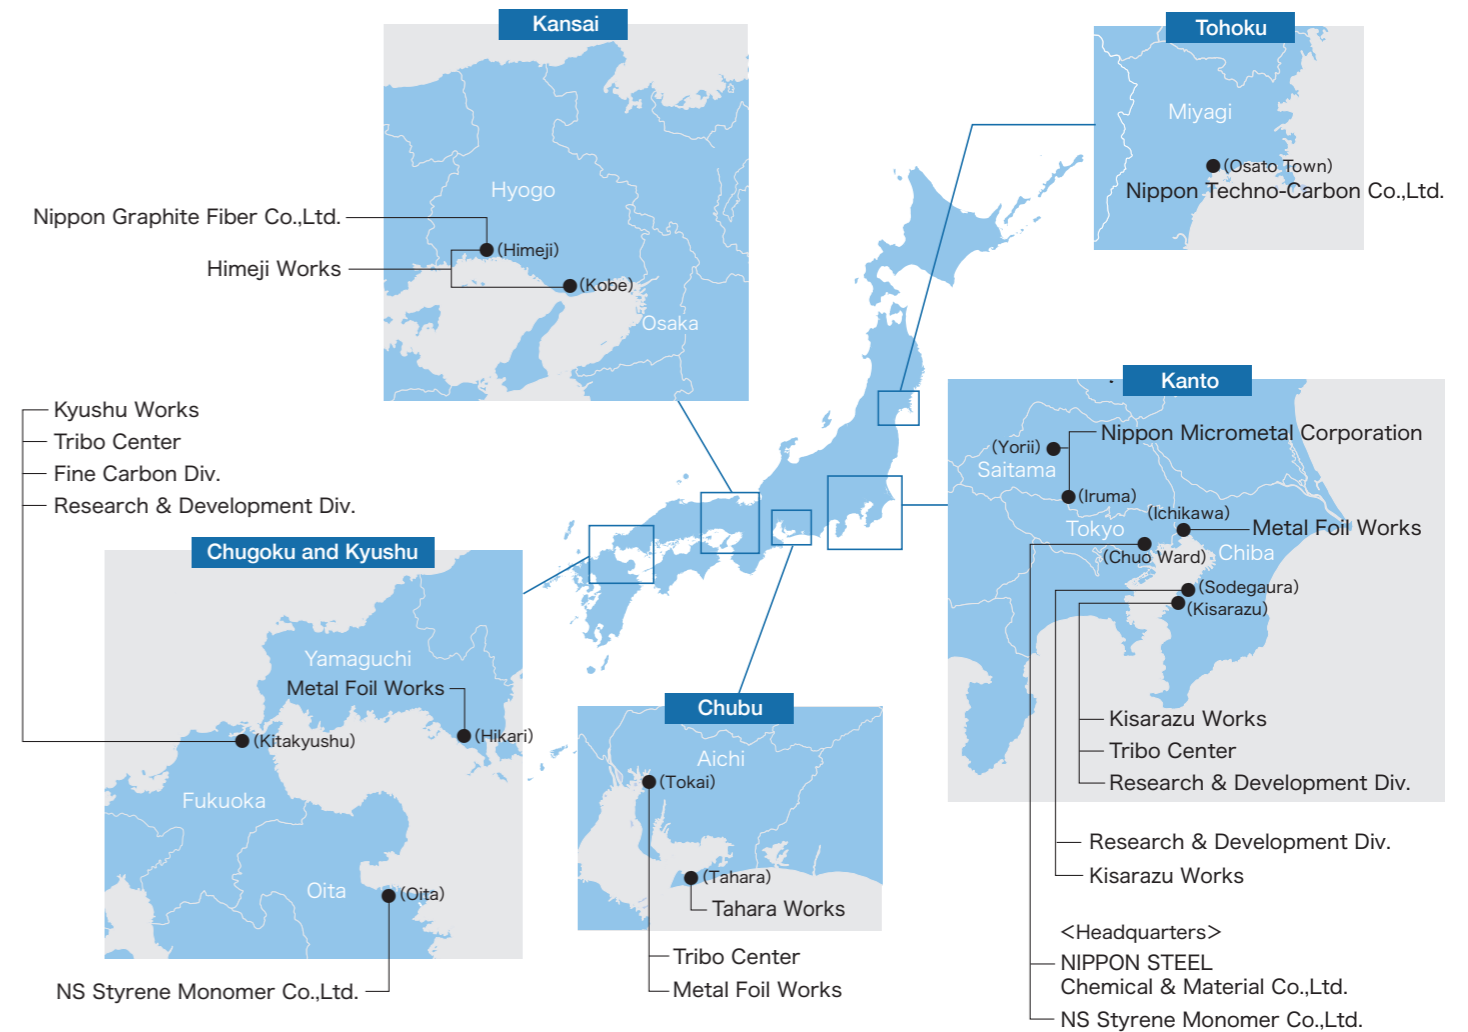 Kansai
Hyogo
Nippon Graphite Fiber Co.,Ltd.
(Himeji)
Himeji Works
(Kobe)
Osaka
Tohoku
Miyagi
(Osato Town)
Nippon Techno-Carbon Co.,Ltd.
Kyushu Works
Tribo Center
Fine Carbon Div.
Research & Development Div.
Chugoku and Kyushu
Yamaguchi
Metal Foil Works
(Kitakyushu)
(Hikari)
Fukuoka
Oita
(Oita)
NS Styrene Monomer Co.,Ltd.
Chubu
Aichi
(Tokai)
(Tahara)
Tahara Works
Tribo Center
Metal Foil Works
Kanto
Nippon Micrometal Corporation
(Yorii)
Saitama
(Iruma)
(Ichikawa)
Tokyo
Metal Foil Works
(Chuo Ward)
Chiba
(Sodegaura)
(Kisarazu)
Kisarazu Works
Tribo Center
Research & Development Div.
Research & Development Div.
Kisarazu Works
<Headquarters>
NIPPON STEEL
Chemical & Material Co.,Ltd.
NS Styrene Monomer Co.,Ltd.